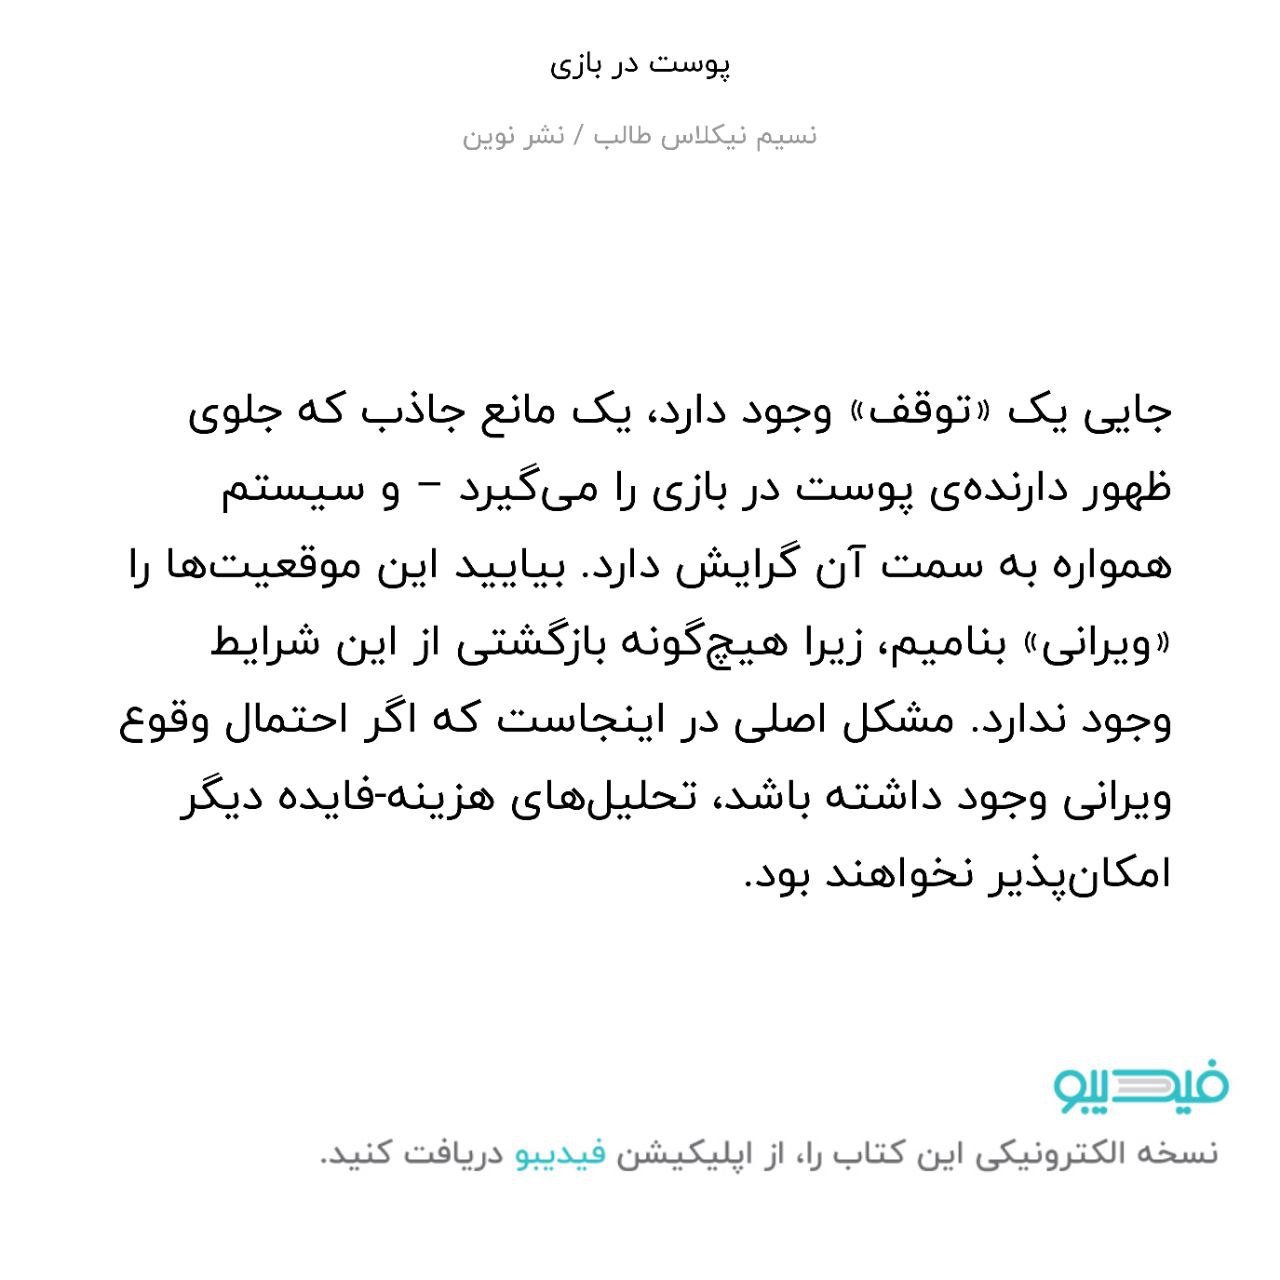 پوست در بازی
نسیم نیکلاس طالب / نشر نوین
جایی یک «توقف» وجود دارد، یک مانع جاذب که جلوی
ظهور دارنده‌ی پوست در بازی را می‌گیرد – و سیستم
همواره به سمت آن گرایش دارد. بیایید این موقعیت‌ها را
«ویرانی» بنامیم، زیرا هیچ‌گونه بازگشتی از این شرایط
وجود ندارد. مشکل اصلی در اینجاست که اگر احتمال وقوع
ویرانی وجود داشته باشد، تحلیل‌های هزینه-فایده دیگر
امکان‌پذیر نخواهند بود.
فیدیبو
نسخه الکترونیکی این کتاب را، از اپلیکیشن فیدیبو دریافت کنید.